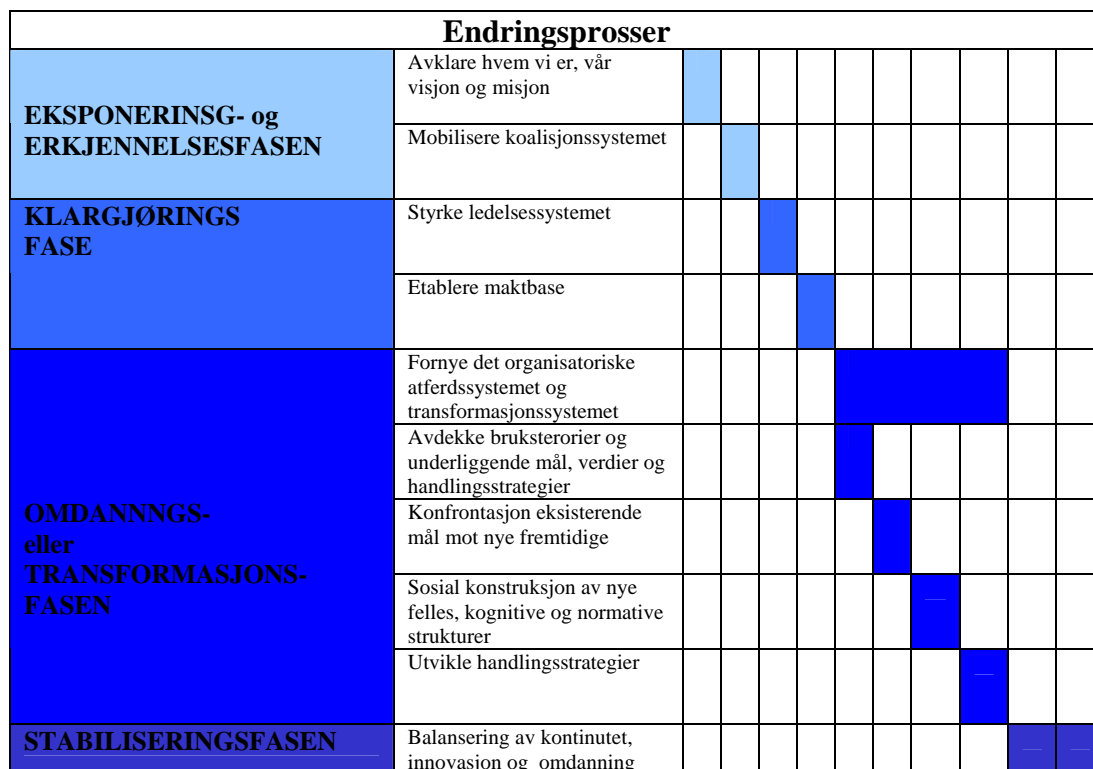 Endringsprosser
EKSPONERINSG- og
ERKJENNELSESFASEN
Avklare hvem vi er, vår
visjon og misjon
Mobilisere koalisjonssystemet
KLARGJØRINGS
FASE
Styrke ledelsessystemet
Etablere maktbase
OMDANNNGS-
eller
TRANSFORMASJONS-
FASEN
Fornye det organisatoriske
atferdssystemet og
transformasjonssystemet
Avdekke bruksterorier og
underliggende mål, verdier og
handlingsstrategier
Konfrontasjon eksisterende
mål mot nye fremtidige
Sosial konstruksjon av nye
felles, kognitive og normative
strukturer
Utvikle handlingsstrategier
STABILISERINGSFASEN
Balansering av kontinutet,
innovasjon og omdanning